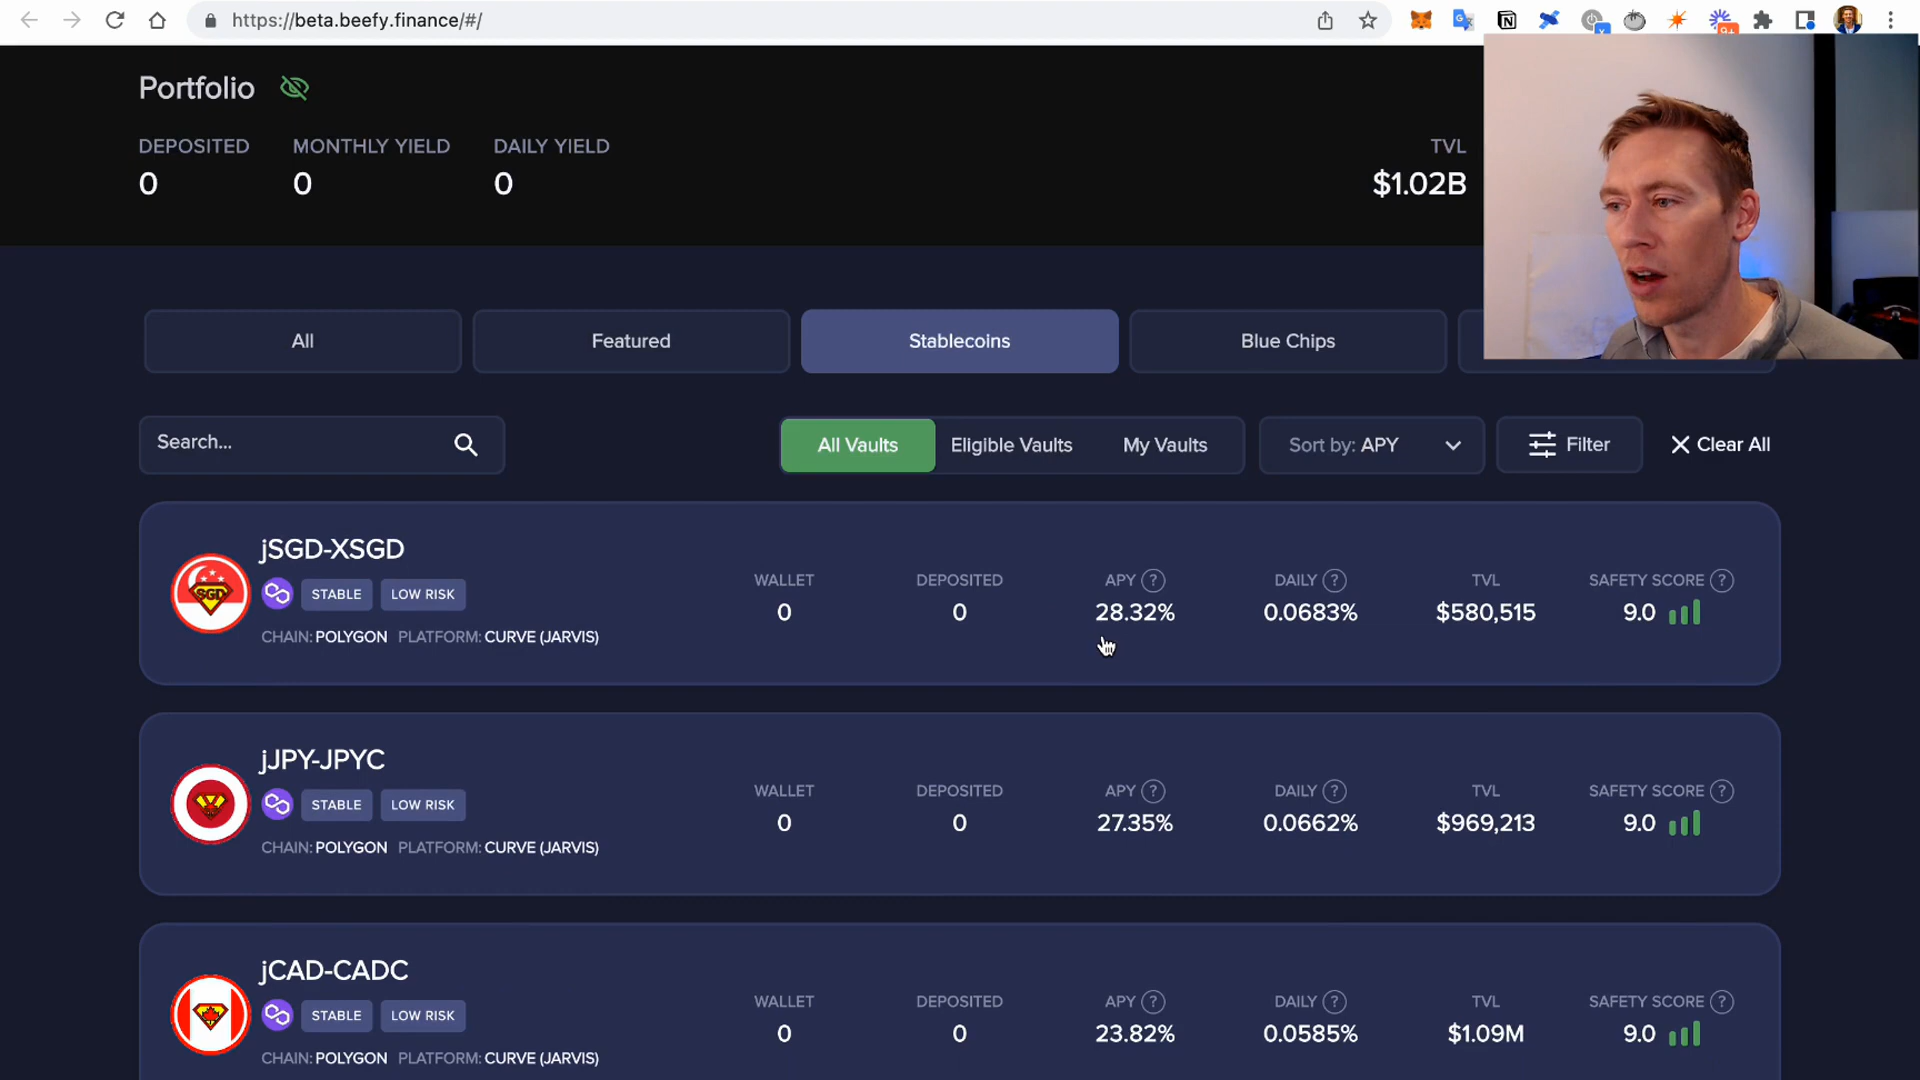 https://beta.beefy.finance/#/
Portfolio
DEPOSITED MONTHLY YIELD DAILY YIELD TVL
0 0 0 $1.02B
All Featured Stablecoins Blue Chips
Search... All Vaults Eligible Vaults My Vaults Sort by: APY Filter Clear All
jSGD-XSGD
SGD
STABLE LOW RISK
CHAIN: POLYGON PLATFORM: CURVE (JARVIS)
WALLET DEPOSITED APY ? DAILY ? TVL SAFETY SCORE ?
0 0 28.32% 0.0683% $580,515 9.0
jJPY-JPYC
STABLE LOW RISK
CHAIN: POLYGON PLATFORM: CURVE (JARVIS)
WALLET DEPOSITED APY ? DAILY ? TVL SAFETY SCORE ?
0 0 27.35% 0.0662% $969,213 9.0
jCAD-CADC
STABLE LOW RISK
CHAIN: POLYGON PLATFORM: CURVE (JARVIS)
WALLET DEPOSITED APY ? DAILY ? TVL SAFETY SCORE ?
0 0 23.82% 0.0585% $1.09M 9.0